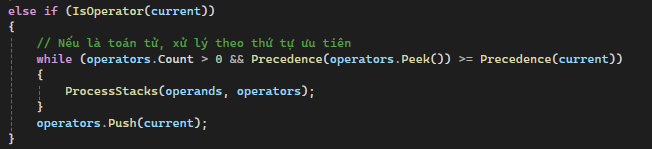 else if (IsOperator(current))
{
// Nếu là toán tử, xử lý theo thứ tự ưu tiên
while (operators.Count > 0 && Precedence(operators.Peek()) >= Precedence(current))
{
ProcessStacks(operands, operators);
}
operators.Push(current);
}